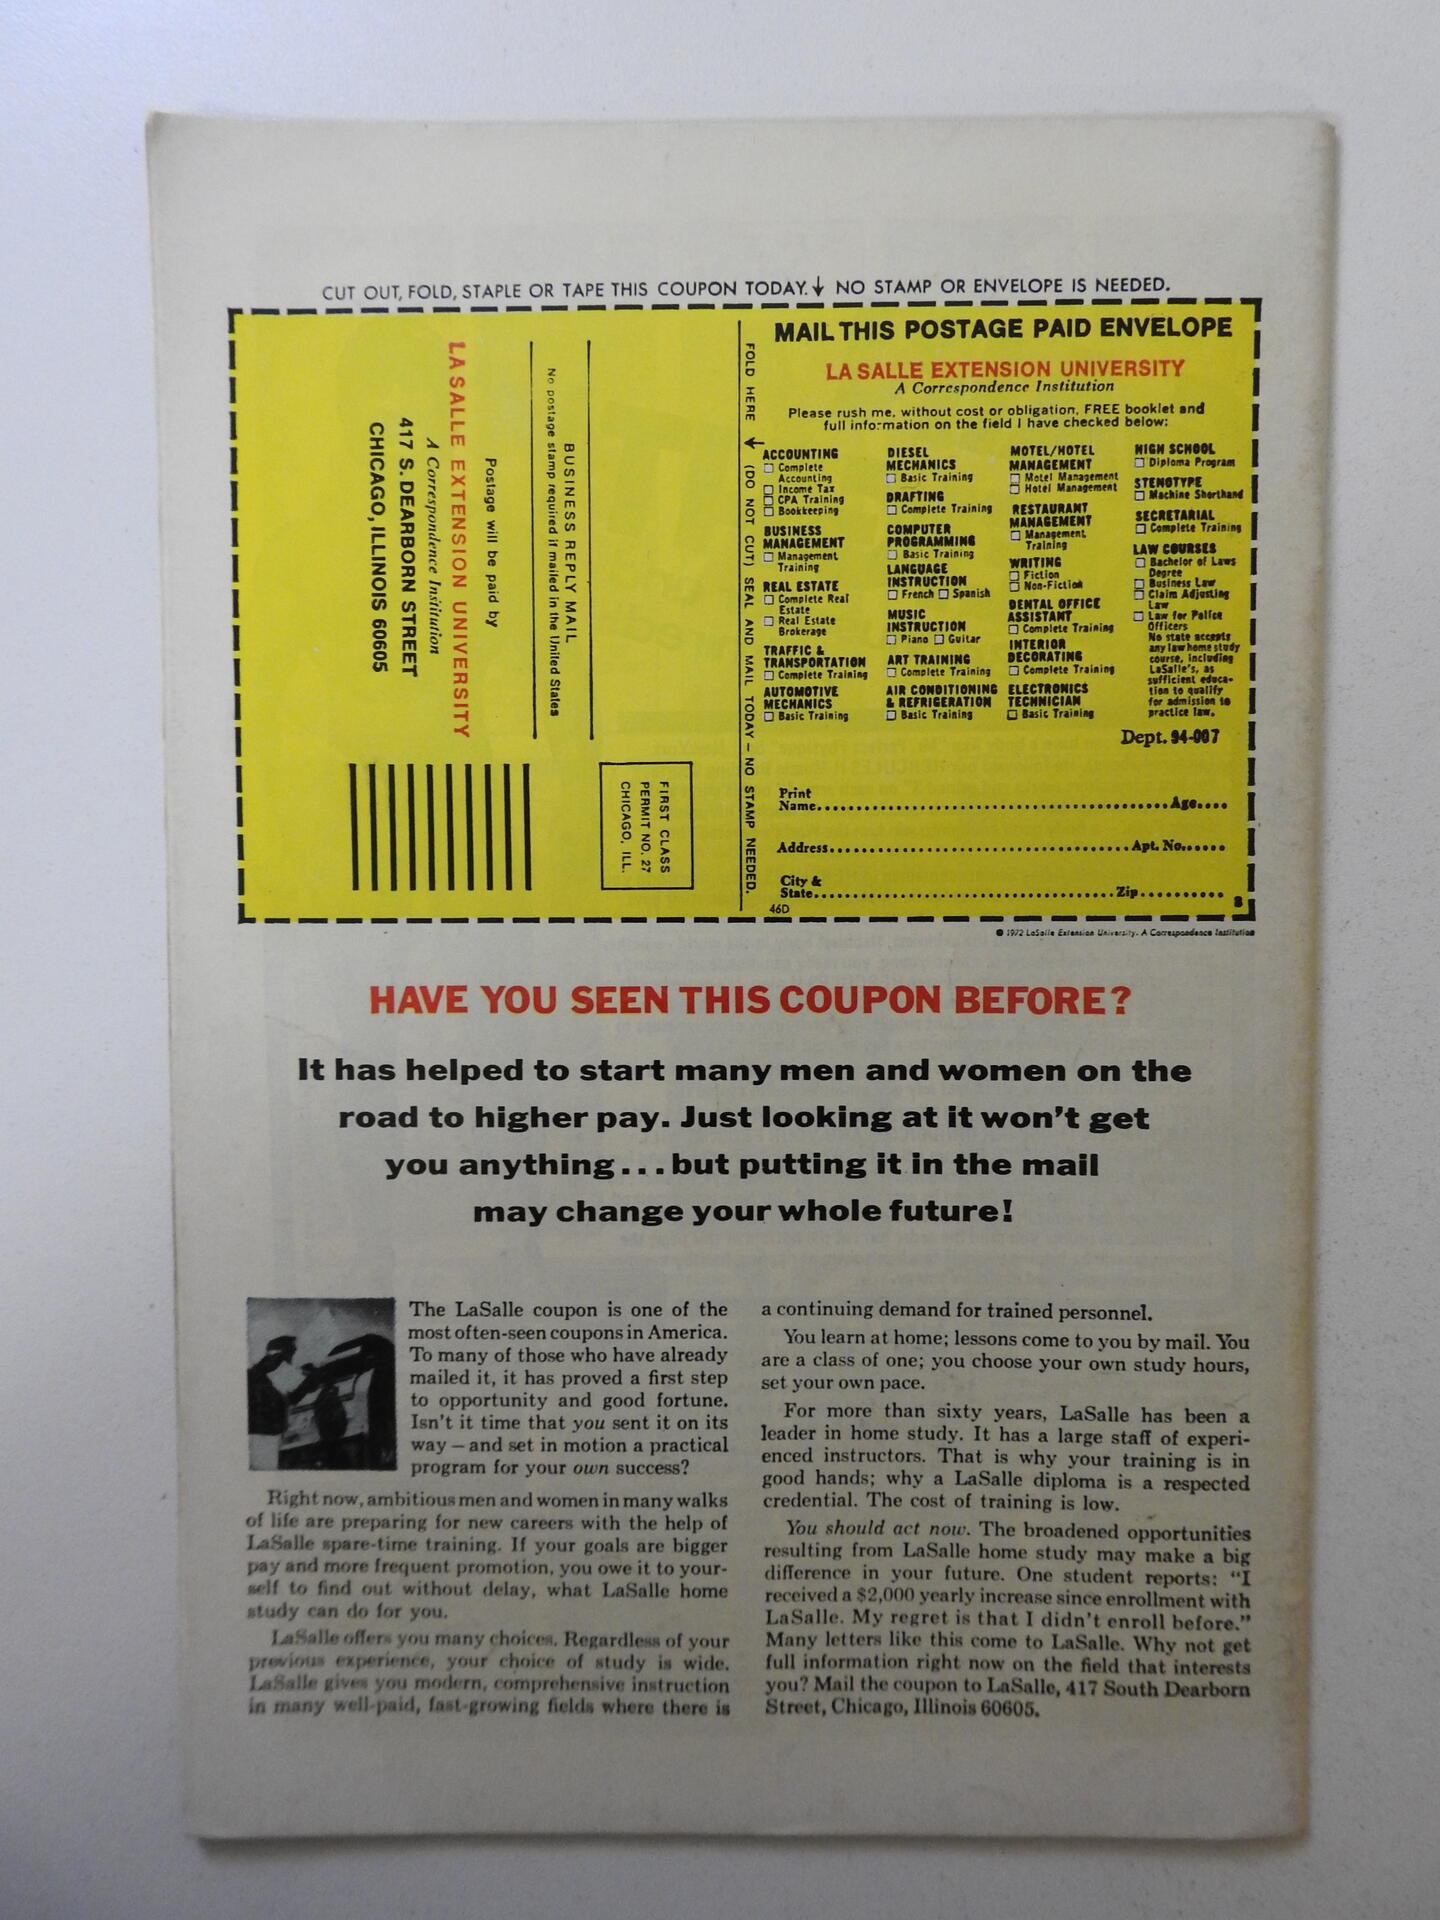 CUT OUT, FOLD, STAPLE OR TAPE THIS COUPON TODAY. ↓ NO STAMP OR ENVELOPE IS NEEDED.
FIRST CLASS
PERMIT NO. 27
CHICAGO, ILL.
BUSINESS REPLY MAIL
No postage stamp required if mailed in the United States
Postage will be paid by
LA SALLE EXTENSION UNIVERSITY
A Correspondence Institution
417 S. DEARBORN STREET
CHICAGO, ILLINOIS 60605
FOLD HERE → (DO NOT CUT) SEAL AND MAIL TODAY — NO STAMP NEEDED.
MAIL THIS POSTAGE PAID ENVELOPE
LA SALLE EXTENSION UNIVERSITY
A Correspondence Institution
Please rush me, without cost or obligation, FREE booklet and
full information on the field I have checked below:
ACCOUNTING
□ Complete
Accounting
□ Income Tax
□ CPA Training
□ Bookkeeping
BUSINESS
MANAGEMENT
□ Management
Training
REAL ESTATE
□ Complete Real
Estate
□ Real Estate
Brokerage
TRAFFIC &
TRANSPORTATION
□ Complete Training
AUTOMOTIVE
MECHANICS
□ Basic Training
DIESEL
MECHANICS
□ Basic Training
DRAFTING
□ Complete Training
COMPUTER
PROGRAMMING
□ Basic Training
LANGUAGE
INSTRUCTION
□ French □ Spanish
MUSIC
INSTRUCTION
□ Piano □ Guitar
ART TRAINING
□ Complete Training
AIR CONDITIONING
& REFRIGERATION
□ Basic Training
MOTEL/HOTEL
MANAGEMENT
□ Motel Management
□ Hotel Management
RESTAURANT
MANAGEMENT
□ Management
Training
WRITING
□ Fiction
□ Non-Fiction
DENTAL OFFICE
ASSISTANT
□ Complete Training
INTERIOR
DECORATING
□ Complete Training
ELECTRONICS
TECHNICIAN
□ Basic Training
HIGH SCHOOL
□ Diploma Program
STENOTYPE
□ Machine Shorthand
SECRETARIAL
□ Complete Training
LAW COURSES
□ Bachelor of Laws
Degree
□ Business Law
□ Claim Adjusting
Law
□ Law for Police
Officers
No state accepts
any law home study
course, including
LaSalle's, as
sufficient educa-
tion to qualify
for admission to
practice law.
Dept. 94-007
Print
Name........................................Age....
Address........................................Apt. No......
City &
State........................................Zip..........
46D 8
© 1972 LaSalle Extension University. A Correspondence Institution
HAVE YOU SEEN THIS COUPON BEFORE?
It has helped to start many men and women on the
road to higher pay. Just looking at it won't get
you anything...but putting it in the mail
may change your whole future!
The LaSalle coupon is one of the
most often-seen coupons in America.
To many of those who have already
mailed it, it has proved a first step
to opportunity and good fortune.
Isn't it time that you sent it on its
way — and set in motion a practical
program for your own success?
Right now, ambitious men and women in many walks
of life are preparing for new careers with the help of
LaSalle spare-time training. If your goals are bigger
pay and more frequent promotion, you owe it to your-
self to find out without delay, what LaSalle home
study can do for you.
LaSalle offers you many choices. Regardless of your
previous experience, your choice of study is wide.
LaSalle gives you modern, comprehensive instruction
in many well-paid, fast-growing fields where there is
a continuing demand for trained personnel.
You learn at home; lessons come to you by mail. You
are a class of one; you choose your own study hours,
set your own pace.
For more than sixty years, LaSalle has been a
leader in home study. It has a large staff of experi-
enced instructors. That is why your training is in
good hands; why a LaSalle diploma is a respected
credential. The cost of training is low.
You should act now. The broadened opportunities
resulting from LaSalle home study may make a big
difference in your future. One student reports: "I
received a $2,000 yearly increase since enrollment with
LaSalle. My regret is that I didn't enroll before."
Many letters like this come to LaSalle. Why not get
full information right now on the field that interests
you? Mail the coupon to LaSalle, 417 South Dearborn
Street, Chicago, Illinois 60605.